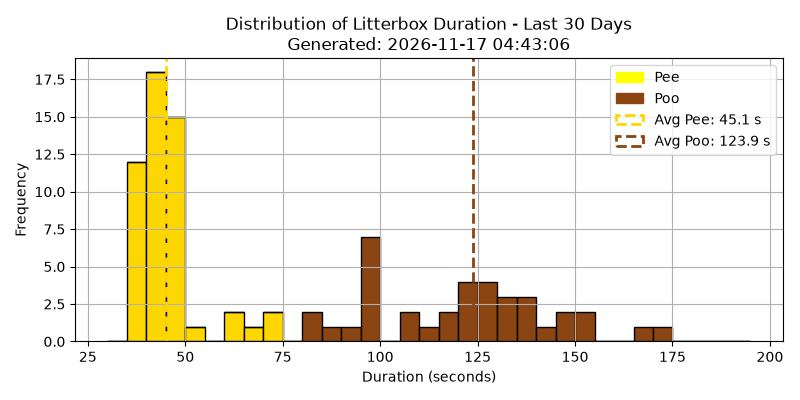 Distribution of Litterbox Duration - Last 30 Days
Generated: 2026-11-17 04:43:06
Pee
Poo
Avg Pee: 45.1 s
Avg Poo: 123.9 s
Frequency
17.5
15.0
12.5
10.0
7.5
5.0
2.5
0.0
25 50 75 100 125 150 175 200
Duration (seconds)